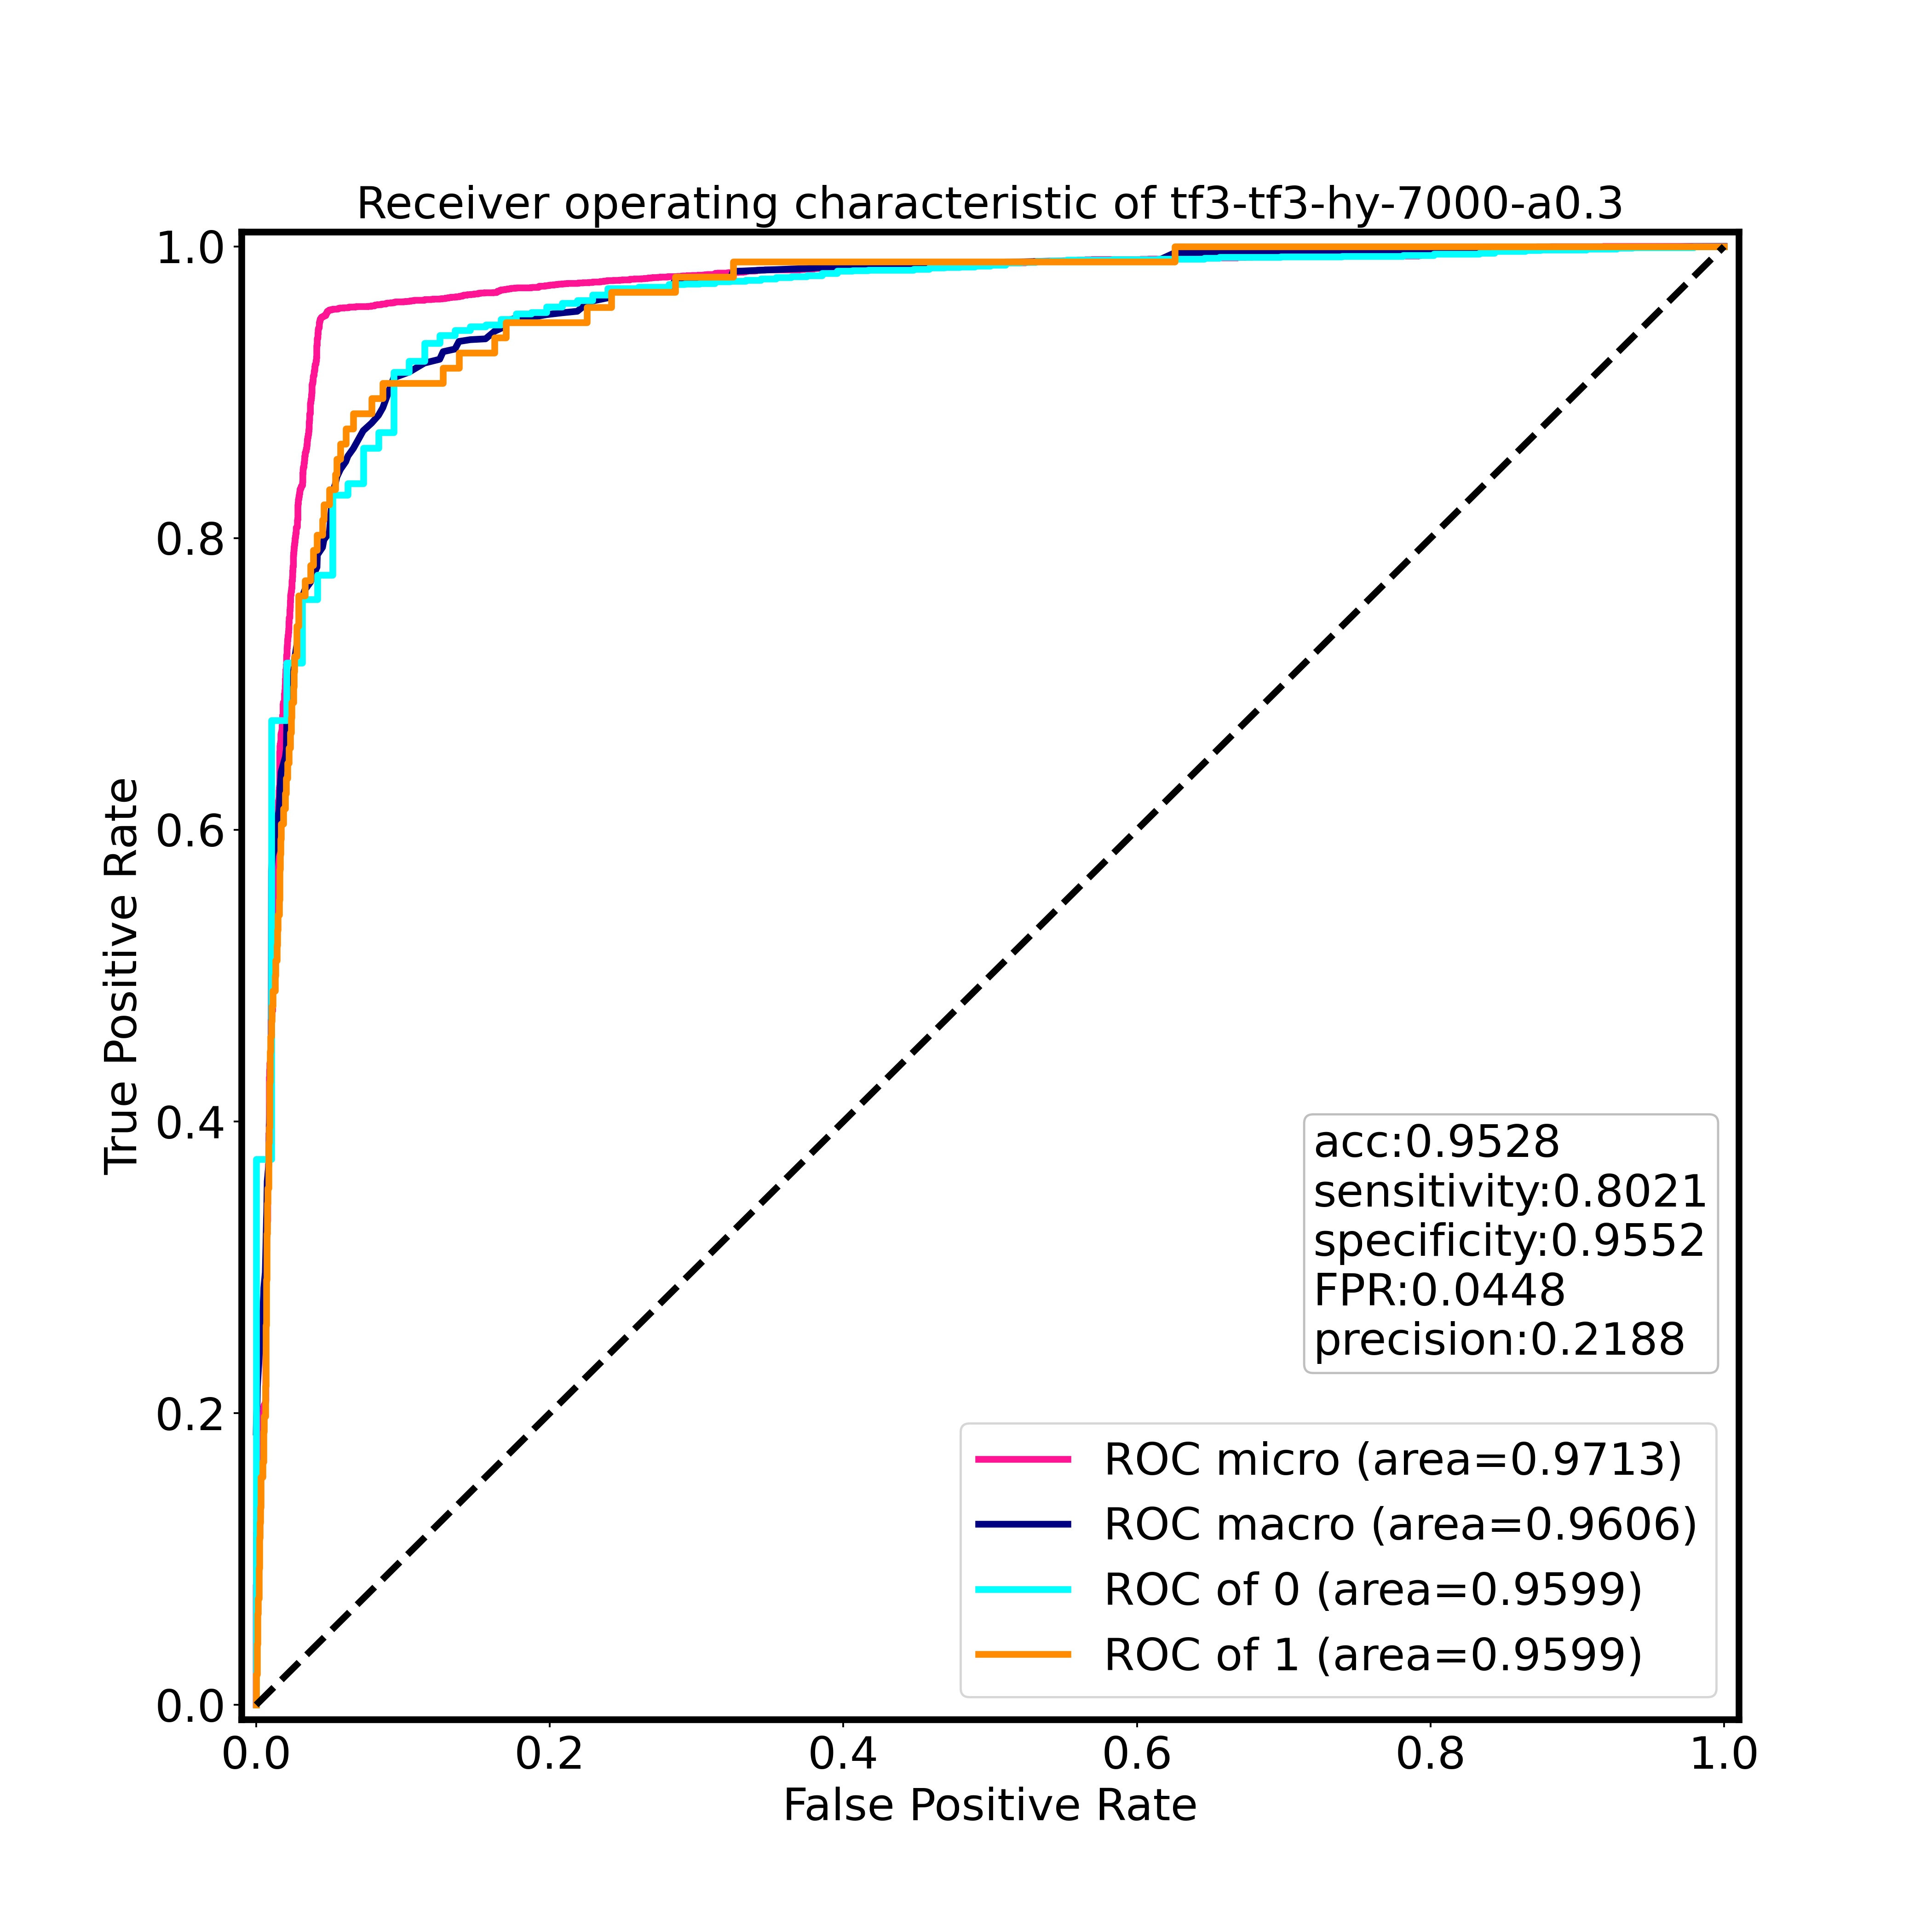 Receiver operating characteristic of tf3-tf3-hy-7000-a0.3
1.0
0.8
0.6
0.4
0.2
0.0
True Positive Rate
acc:0.9528
sensitivity:0.8021
specificity:0.9552
FPR:0.0448
precision:0.2188
ROC micro (area=0.9713)
ROC macro (area=0.9606)
ROC of 0 (area=0.9599)
ROC of 1 (area=0.9599)
0.0 0.2 0.4 0.6 0.8 1.0
False Positive Rate